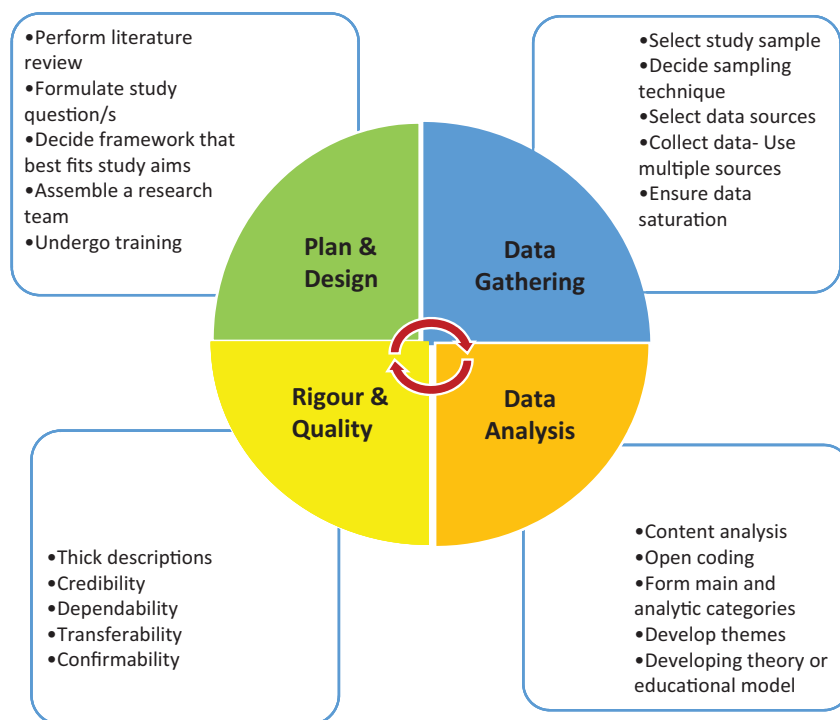 •Perform literature
review
•Formulate study
question/s
•Decide framework that
best fits study aims
•Assemble a research
team
•Undergo training
•Select study sample
•Decide sampling
technique
•Select data sources
•Collect data- Use
multiple sources
•Ensure data
saturation
Plan &
Design
Data
Gathering
Rigour &
Quality
Data
Analysis
•Thick descriptions
•Credibility
•Dependability
•Transferability
•Confirmability
•Content analysis
•Open coding
•Form main and
analytic categories
•Develop themes
•Developing theory or
educational model